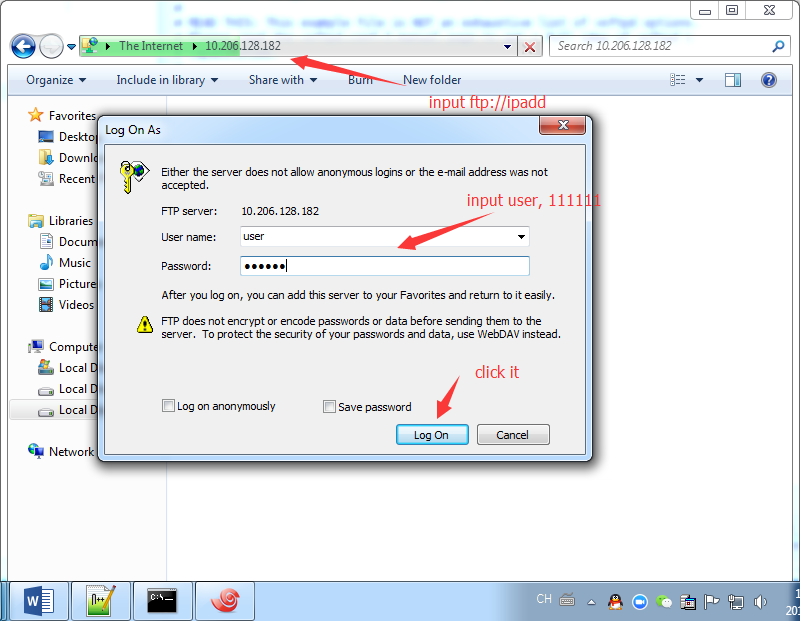 The Internet
10.206.128.182
Search 10.206.128.182
Organize
Include in library
Share with
Burn
New folder
input ftp://ipadd
Favorites
Log On As
Either the server does not allow anonymous logins or the e-mail address was not
accepted.
FTP server: 10.206.128.182
input user, 111111
User name: user
Password: ●●●●●●
After you log on, you can add this server to your Favorites and return to it easily.
FTP does not encrypt or encode passwords or data before sending them to the
server. To protect the security of your passwords and data, use WebDAV instead.
click it
Log on anonymously
Save password
Log On
Cancel
Deskto
Downlo
Recent
Libraries
Docum
Music
Picture
Videos
Compute
Local D
Local D
Local D
Network
W
n++
C:\.
CH